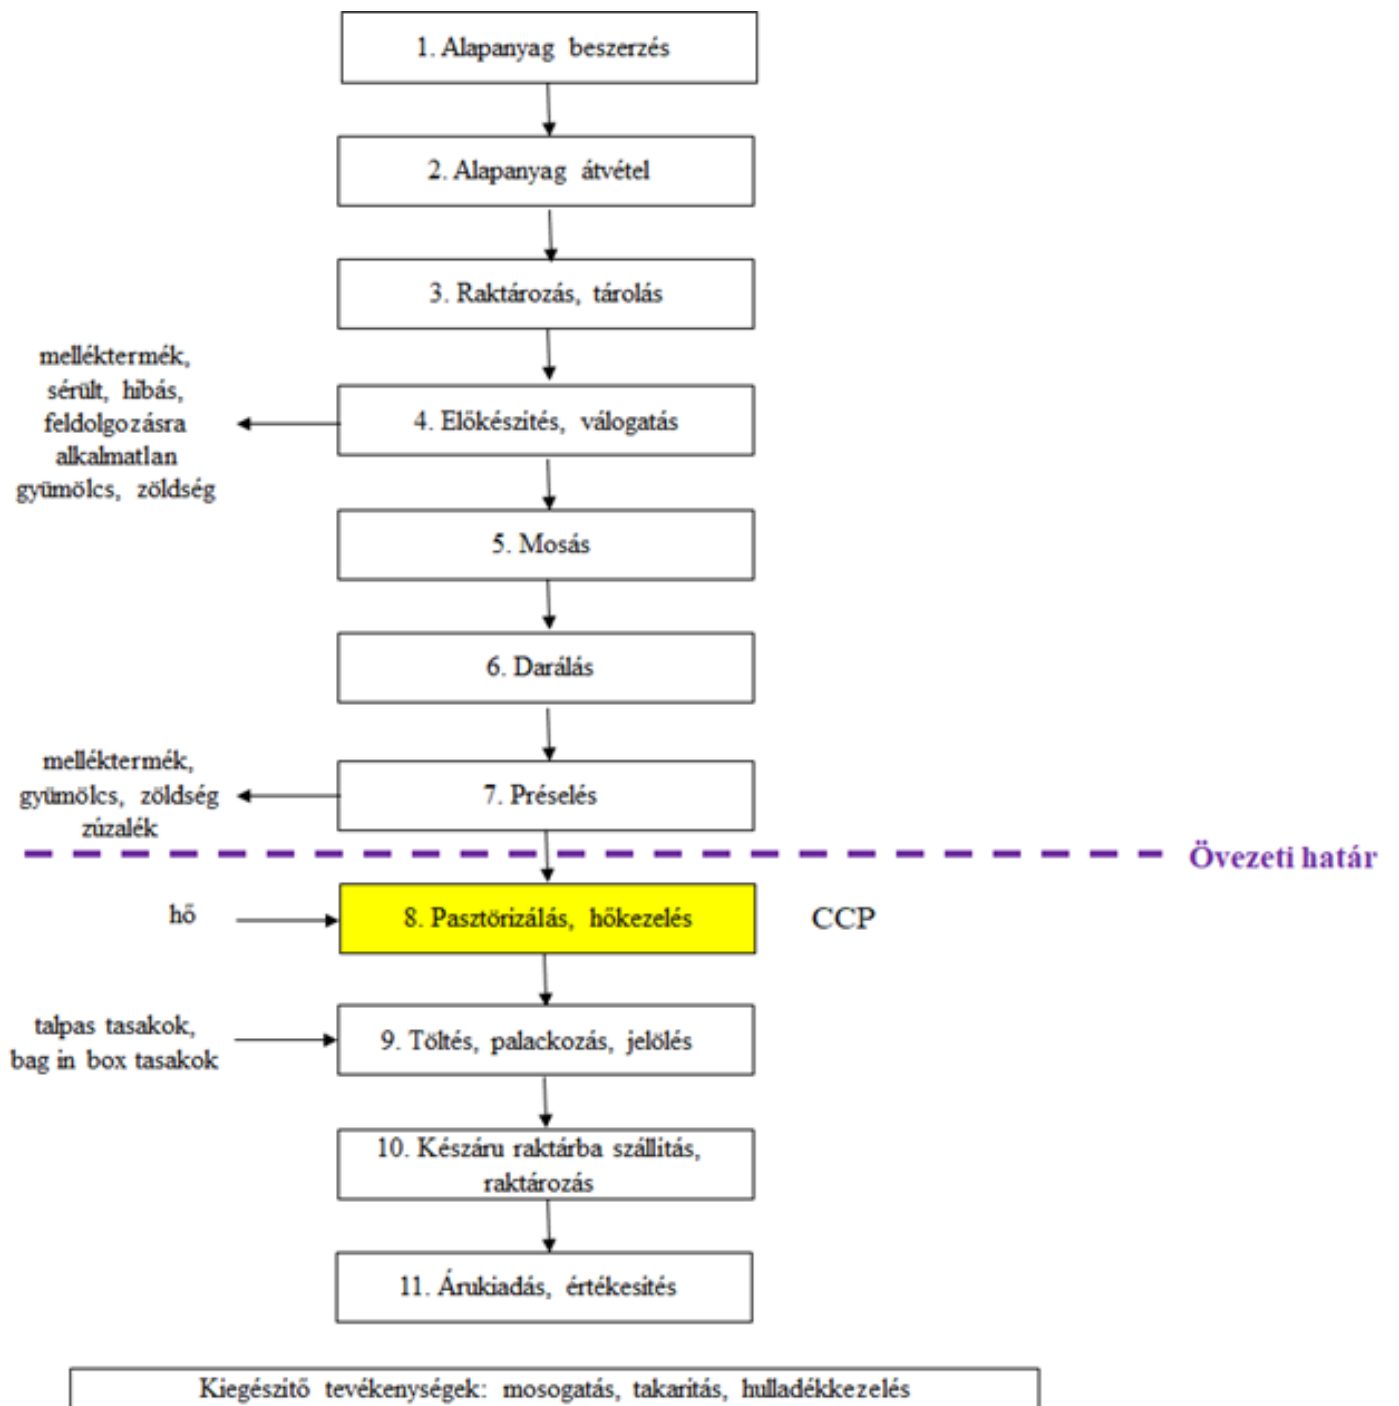 1. Alapanyag beszerzés
2. Alapanyag átvétel
3. Raktározás, tárolás
melléktermék,
sérült, hibás,
feldolgozásra
alkalmatlan
gyümölcs, zöldség
4. Előkészítés, válogatás
5. Mosás
6. Darálás
melléktermék,
gyümölcs, zöldség
zúzalék
7. Préselés
Övezeti határ
hő
8. Pasztörizálás, hőkezelés
CCP
talpas tasakok,
bag in box tasakok
9. Töltés, palackozás, jelölés
10. Készáru raktárba szállítás,
raktározás
11. Árukiadás, értékesítés
Kiegészítő tevékenységek: mosogatás, takarítás, hulladékkezelés